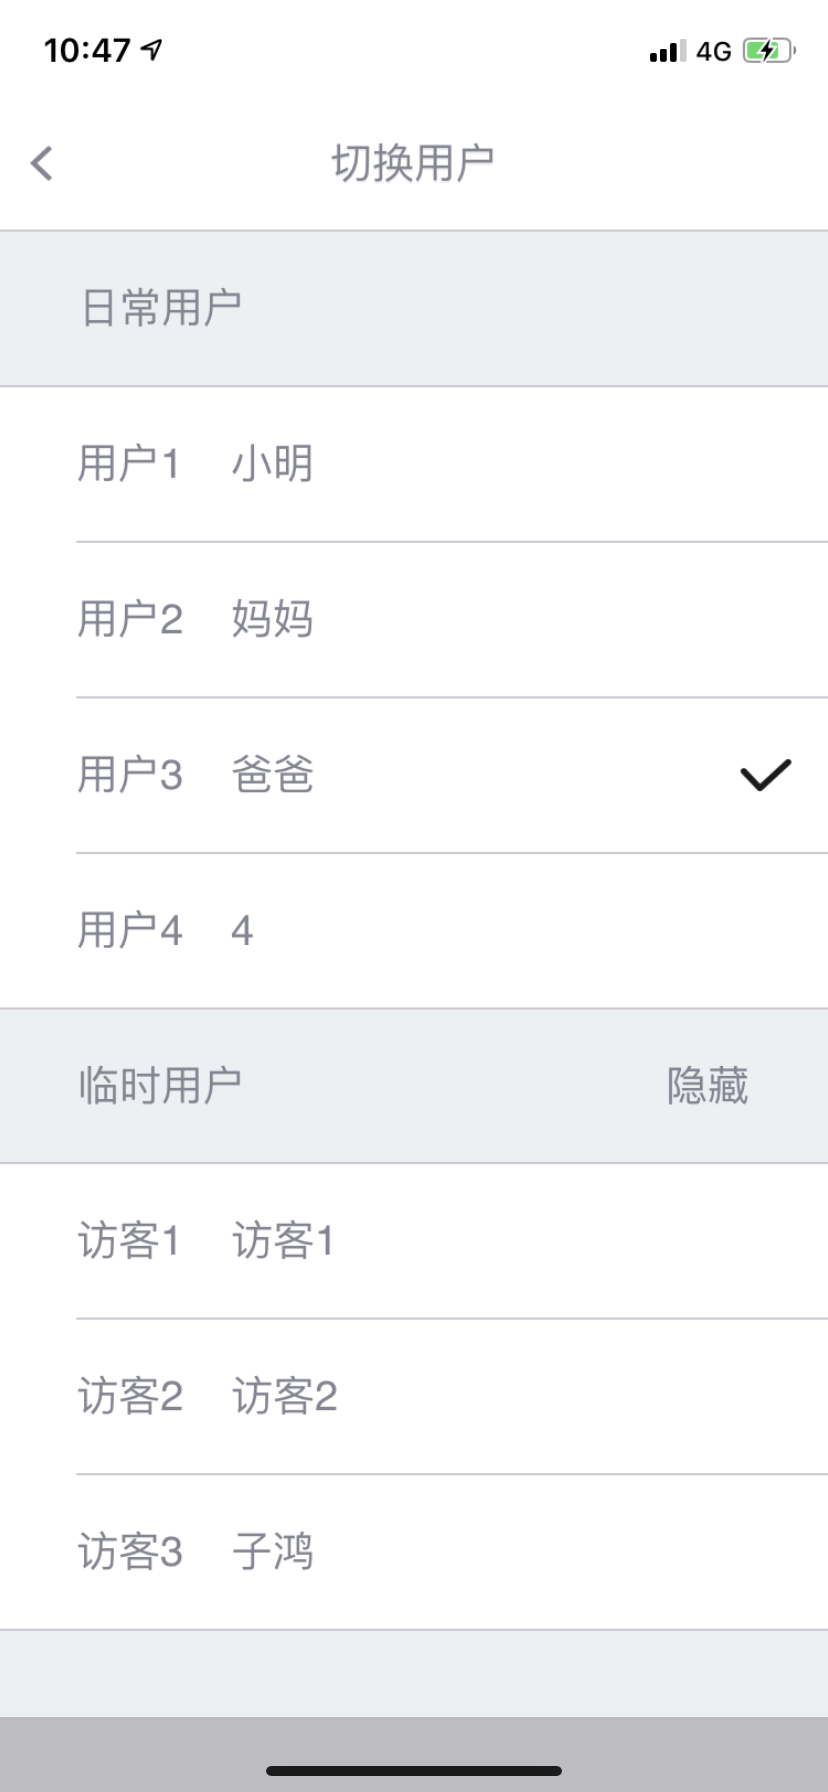 10:47 4G
切换用户
日常用户
用户1 小明
用户2 妈妈
用户3 爸爸
用户4 4
临时用户 隐藏
访客1 访客1
访客2 访客2
访客3 子鸿